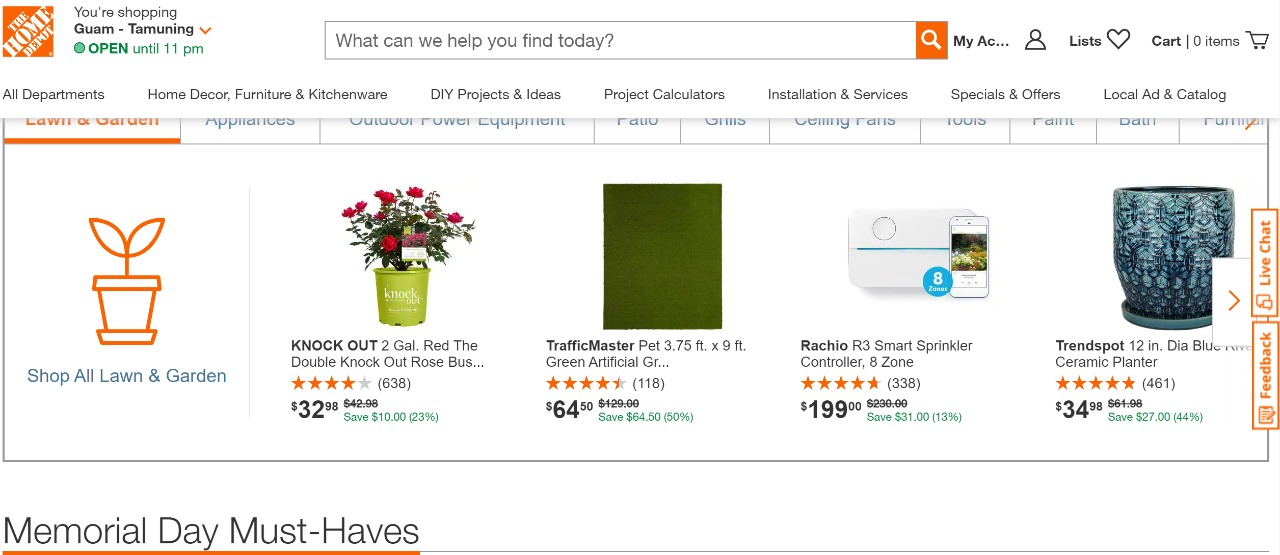 THE HOME DEPOT
You're shopping
Guam - Tamuning
OPEN until 11 pm
What can we help you find today?
My Ac...
Lists
Cart | 0 items
All Departments
Home Decor, Furniture & Kitchenware
DIY Projects & Ideas
Project Calculators
Installation & Services
Specials & Offers
Local Ad & Catalog
Lawn & Garden
Appliances
Outdoor Power Equipment
Patio
Grills
Ceiling Fans
Tools
Paint
Bath
Shop All Lawn & Garden
knock out
KNOCK OUT 2 Gal. Red The
Double Knock Out Rose Bus...
(638)
$32 98 $42.98
Save $10.00 (23%)
TrafficMaster Pet 3.75 ft. x 9 ft.
Green Artificial Gr...
(118)
$64 50 $129.00
Save $64.50 (50%)
8
Zones
Rachio R3 Smart Sprinkler
Controller, 8 Zone
(338)
$199 00 $230.00
Save $31.00 (13%)
Trendspot 12 in. Dia Blue
Ceramic Planter
(461)
$34 98 $61.98
Save $27.00 (44%)
Live Chat
Feedback
Memorial Day Must-Haves